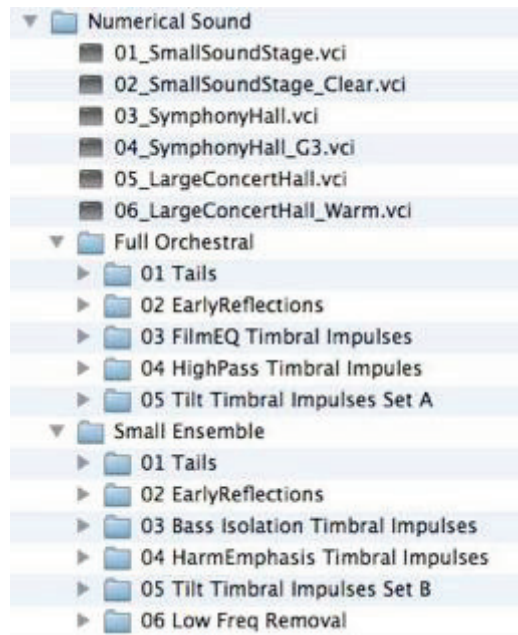 Numerical Sound
01_SmallSoundStage.vci
02_SmallSoundStage_Clear.vci
03_SymphonyHall.vci
04_SymphonyHall_G3.vci
05_LargeConcertHall.vci
06_LargeConcertHall_Warm.vci
Full Orchestral
01 Tails
02 EarlyReflections
03 FilmEQ Timbral Impulses
04 HighPass Timbral Impules
05 Tilt Timbral Impulses Set A
Small Ensemble
01 Tails
02 EarlyReflections
03 Bass Isolation Timbral Impulses
04 HarmEmphasis Timbral Impulses
05 Tilt Timbral Impulses Set B
06 Low Freq Removal